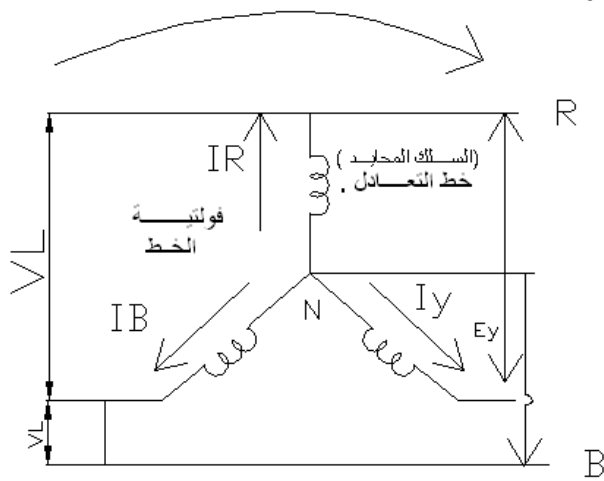 R
IR
(السلك المحايد)
خط التعادل .
فولتية
الخط
VL
IB
N
Iy
Ey
VL
B